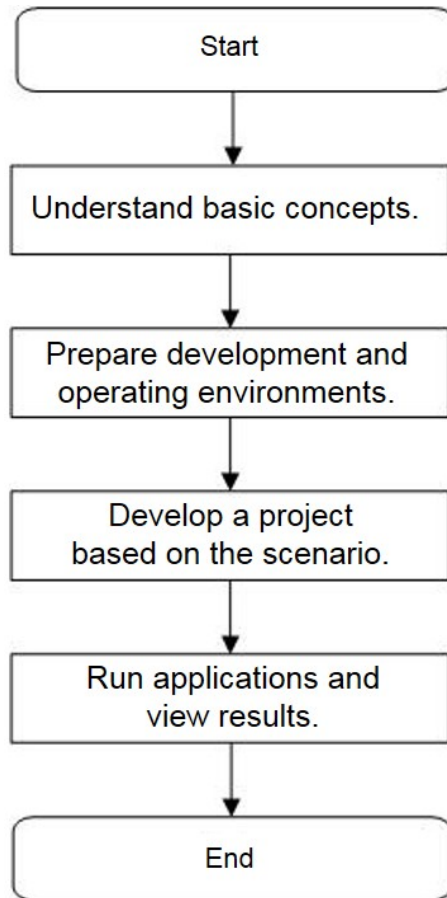 Start
Understand basic concepts.
Prepare development and
operating environments.
Develop a project
based on the scenario.
Run applications and
view results.
End